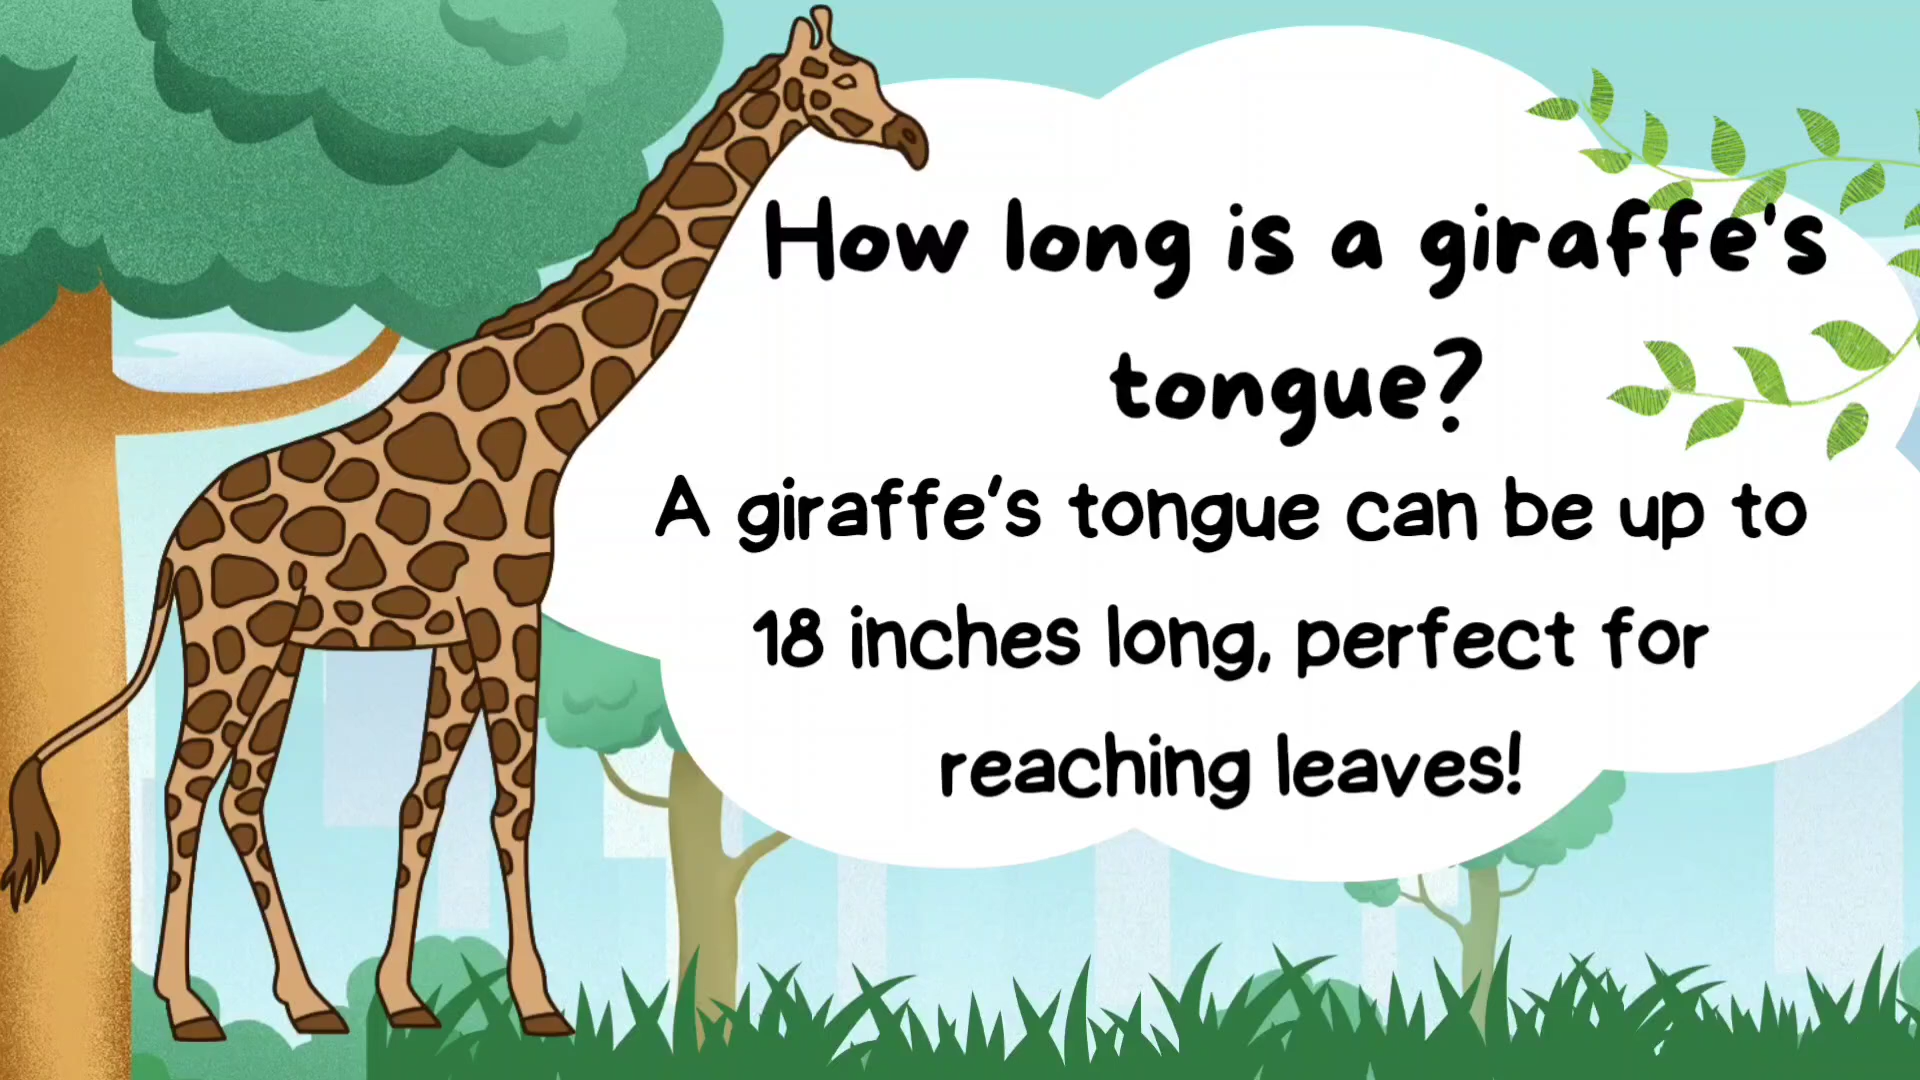 How long is a giraffe's
tongue?
A giraffe's tongue can be up to
18 inches long, perfect for
reaching leaves!